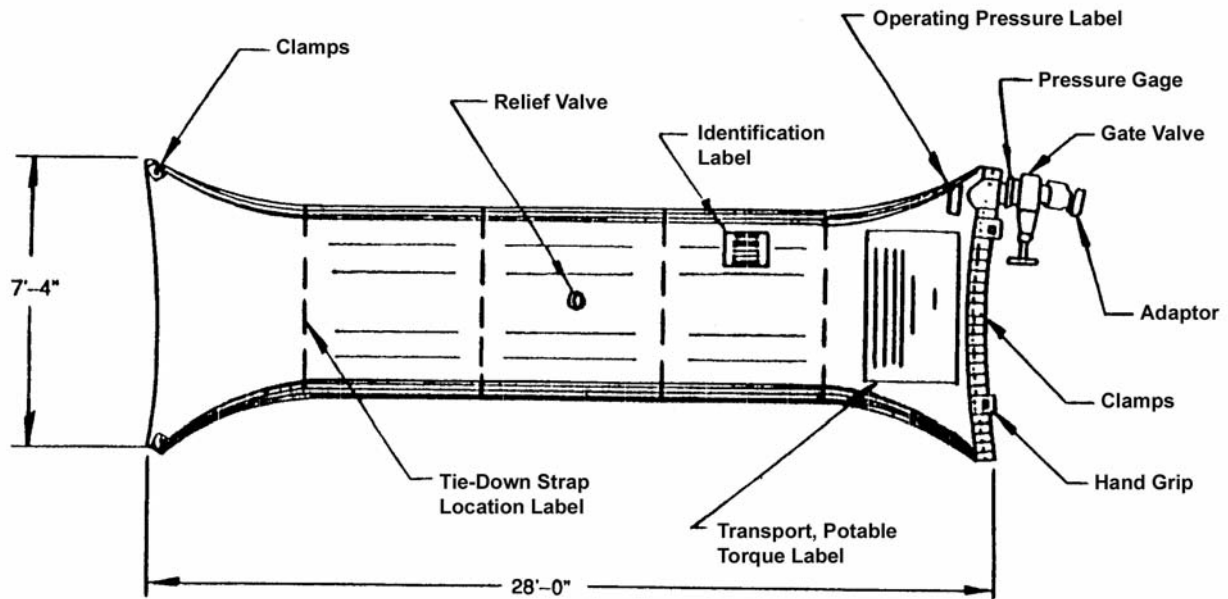 Operating Pressure Label
Clamps
Pressure Gage
Relief Valve
Identification
Label
Gate Valve
7'-4"
Adaptor
Clamps
Tie-Down Strap
Location Label
Hand Grip
Transport, Potable
Torque Label
28'-0"